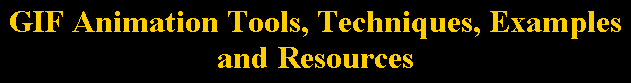 GIF Animation Tools, Techniques, Examples
and Resources